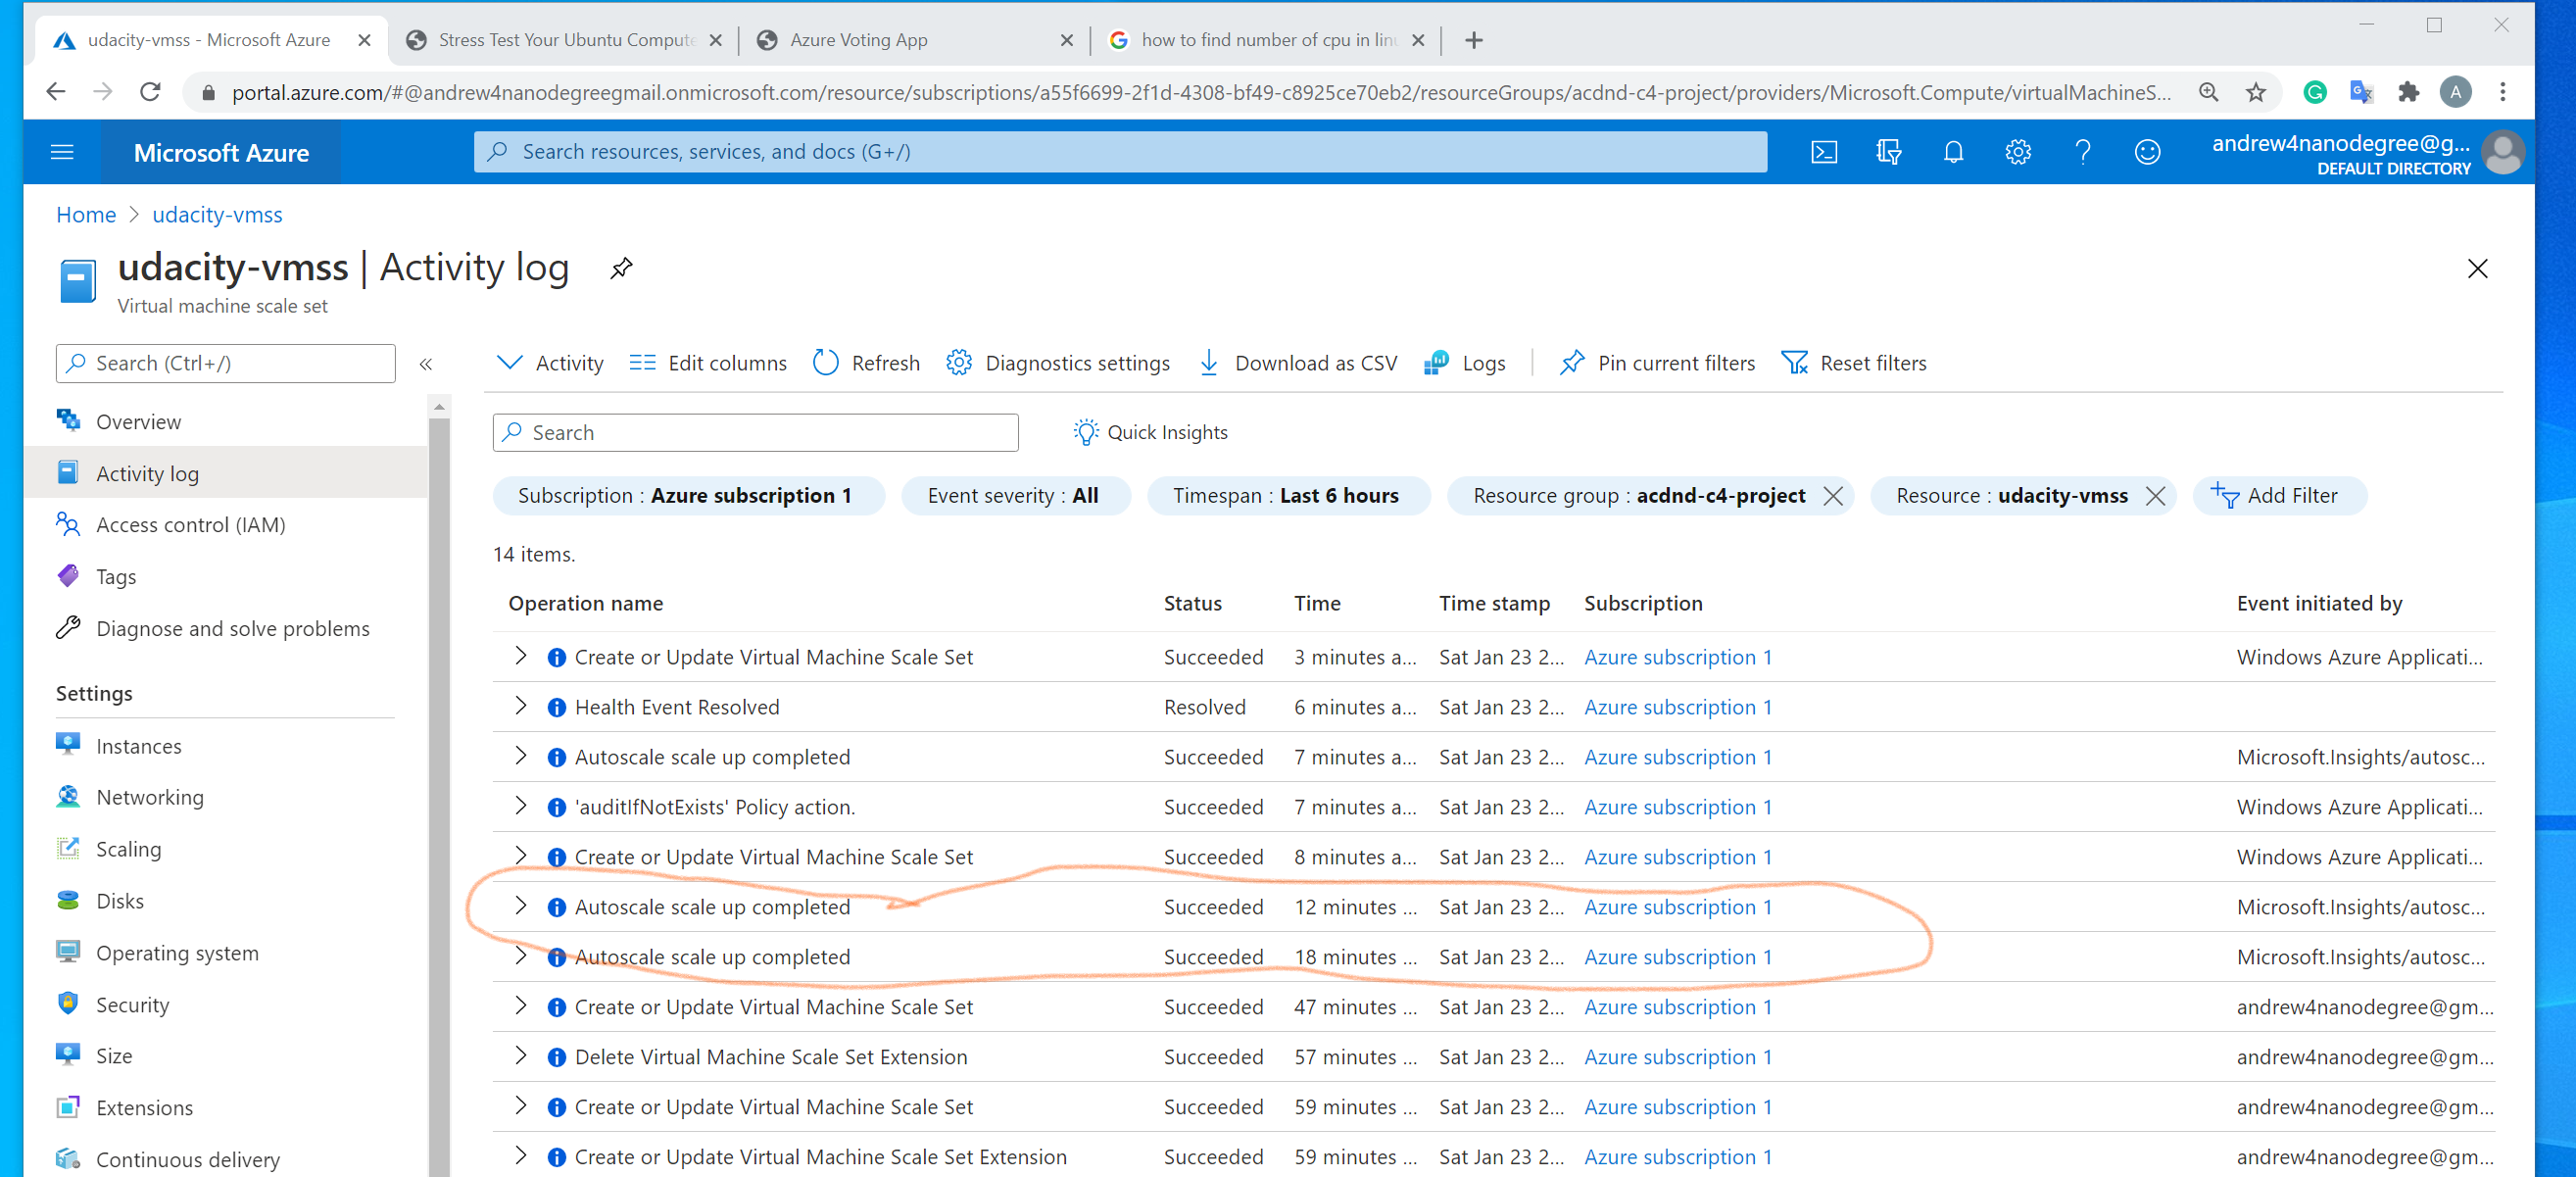 udacity-vmss - Microsoft Azure
Stress Test Your Ubuntu Compute
Azure Voting App
how to find number of cpu in linu
portal.azure.com/#@andrew4nanodegreegmail.onmicrosoft.com/resource/subscriptions/a55f6699-2f1d-4308-bf49-c8925ce70eb2/resourceGroups/acdnd-c4-project/providers/Microsoft.Compute/virtualMachineS...
A
Microsoft Azure
Search resources, services, and docs (G+/)
andrew4nanodegree@g...
DEFAULT DIRECTORY
Home > udacity-vmss
udacity-vmss | Activity log
Virtual machine scale set
Search (Ctrl+/)
«
Activity
Edit columns
Refresh
Diagnostics settings
Download as CSV
Logs
Pin current filters
Reset filters
Overview
Activity log
Access control (IAM)
Tags
Diagnose and solve problems
Settings
Instances
Networking
Scaling
Disks
Operating system
Security
Size
Extensions
Continuous delivery
Search
Quick Insights
Subscription : Azure subscription 1
Event severity : All
Timespan : Last 6 hours
Resource group : acdnd-c4-project
Resource : udacity-vmss
Add Filter
14 items.
Operation name Status Time Time stamp Subscription Event initiated by
Create or Update Virtual Machine Scale Set Succeeded 3 minutes a... Sat Jan 23 2... Azure subscription 1 Windows Azure Applicati...
Health Event Resolved Resolved 6 minutes a... Sat Jan 23 2... Azure subscription 1
Autoscale scale up completed Succeeded 7 minutes a... Sat Jan 23 2... Azure subscription 1 Microsoft.Insights/autosc...
'auditIfNotExists' Policy action. Succeeded 7 minutes a... Sat Jan 23 2... Azure subscription 1 Windows Azure Applicati...
Create or Update Virtual Machine Scale Set Succeeded 8 minutes a... Sat Jan 23 2... Azure subscription 1 Windows Azure Applicati...
Autoscale scale up completed Succeeded 12 minutes ... Sat Jan 23 2... Azure subscription 1 Microsoft.Insights/autosc...
Autoscale scale up completed Succeeded 18 minutes ... Sat Jan 23 2... Azure subscription 1 Microsoft.Insights/autosc...
Create or Update Virtual Machine Scale Set Succeeded 47 minutes ... Sat Jan 23 2... Azure subscription 1 andrew4nanodegree@gm...
Delete Virtual Machine Scale Set Extension Succeeded 57 minutes ... Sat Jan 23 2... Azure subscription 1 andrew4nanodegree@gm...
Create or Update Virtual Machine Scale Set Succeeded 59 minutes ... Sat Jan 23 2... Azure subscription 1 andrew4nanodegree@gm...
Create or Update Virtual Machine Scale Set Extension Succeeded 59 minutes ... Sat Jan 23 2... Azure subscription 1 andrew4nanodegree@gm...